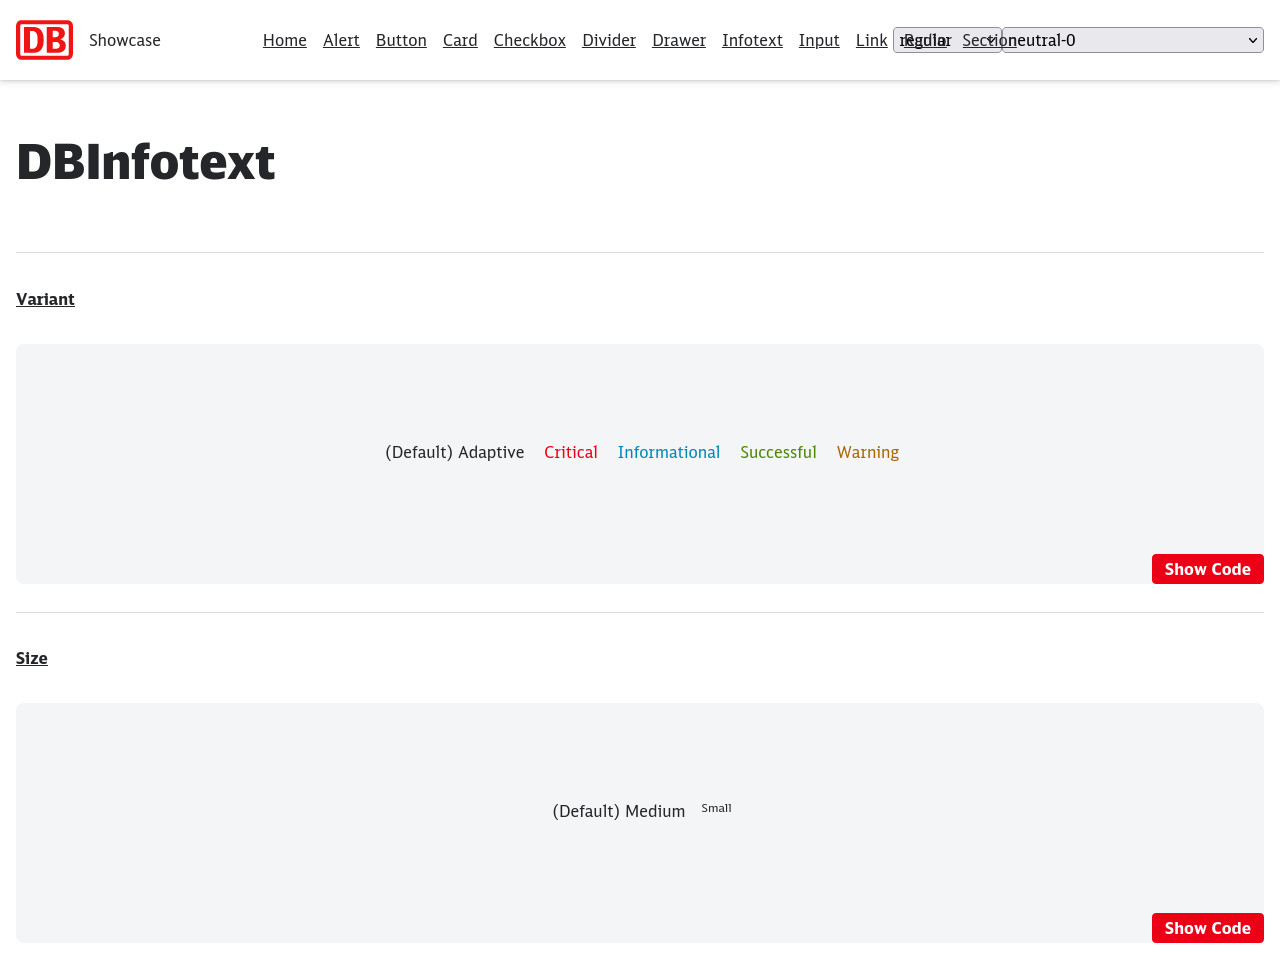 DB Showcase Home Alert Button Card Checkbox Divider Drawer Infotext Input Link Radio Section regular neutral-0
DBInfotext
Variant
(Default) Adaptive Critical Informational Successful Warning
Show Code
Size
(Default) Medium Small
Show Code